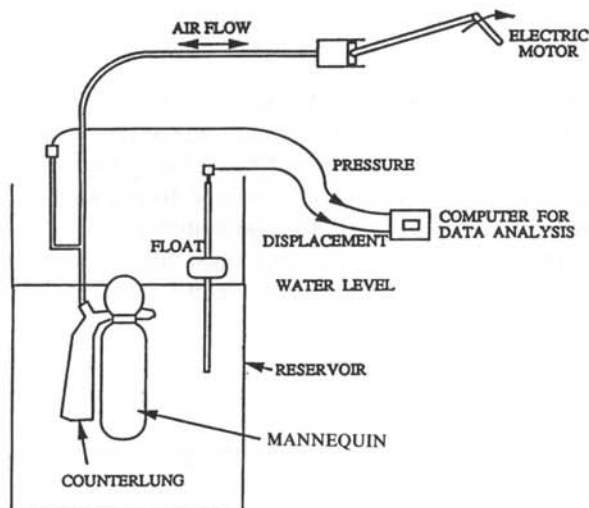 AIR FLOW
ELECTRIC
MOTOR
PRESSURE
COMPUTER FOR
DATA ANALYSIS
FLOAT
DISPLACEMENT
WATER LEVEL
RESERVOIR
MANNEQUIN
COUNTERLUNG